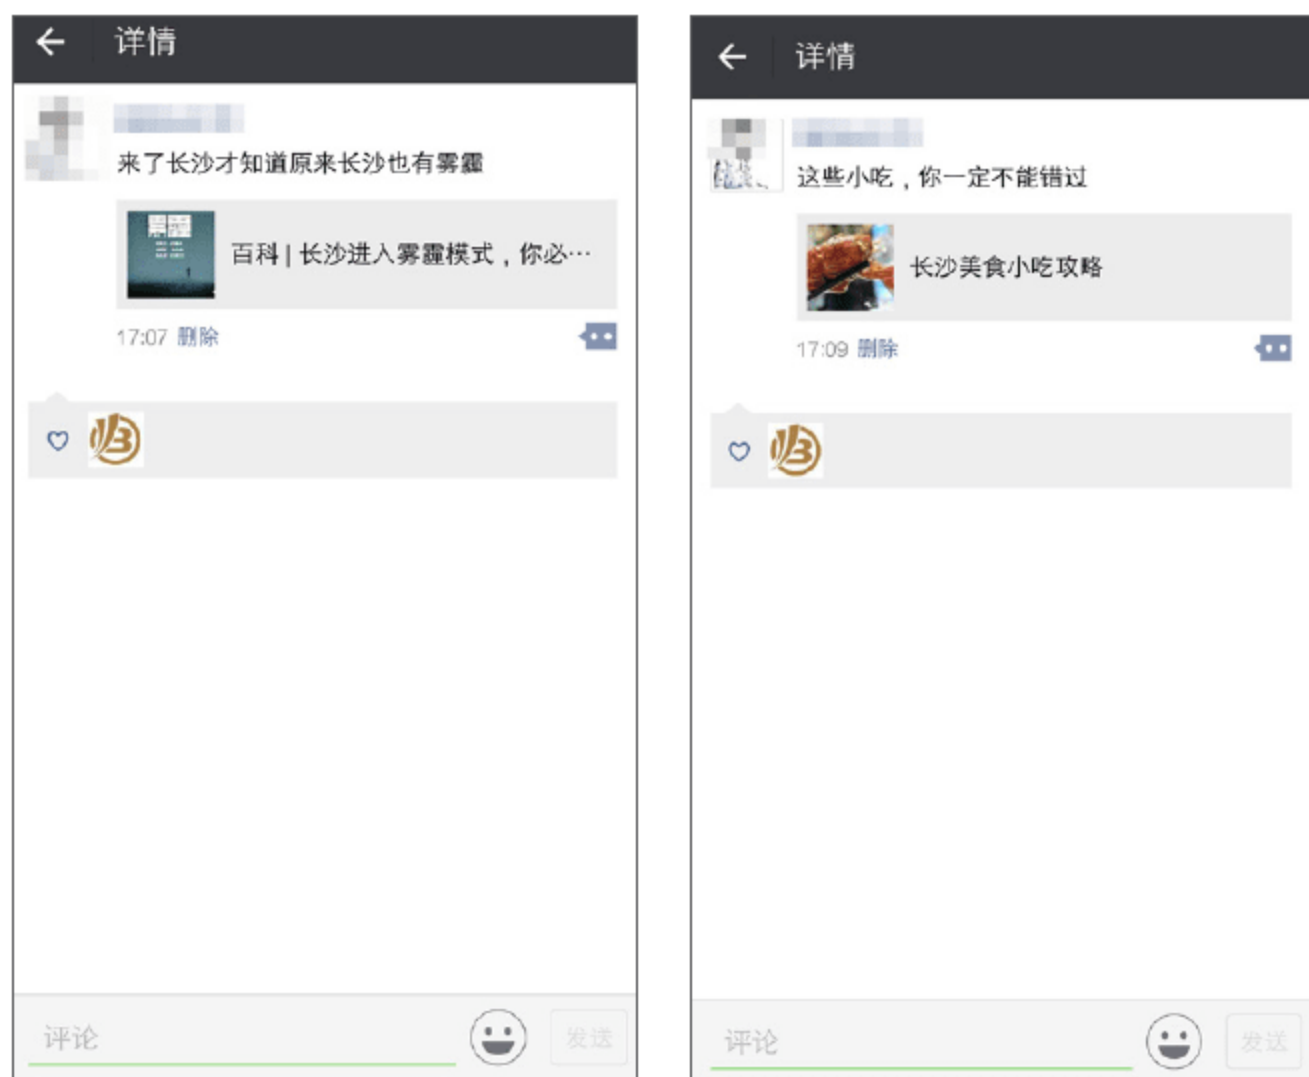 详情
来了长沙才知道原来长沙也有雾霾
百科 | 长沙进入雾霾模式，你必…
17:07 删除
评论
发送
详情
这些小吃，你一定不能错过
长沙美食小吃攻略
17:09 删除
评论
发送